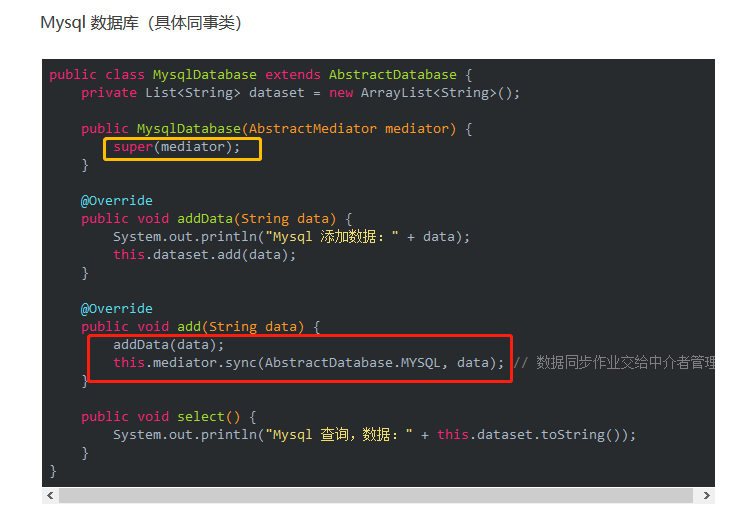 Mysql 数据库（具体同事类）
public class MysqlDatabase extends AbstractDatabase {
    private List<String> dataset = new ArrayList<String>();
    public MysqlDatabase(AbstractMediator mediator) {
        super(mediator);
    }
    @Override
    public void addData(String data) {
        System.out.println("Mysql 添加数据：" + data);
        this.dataset.add(data);
    }
    @Override
    public void add(String data) {
        addData(data);
        this.mediator.sync(AbstractDatabase.MYSQL, data); // 数据同步作业交给中介者管理
    }
    public void select() {
        System.out.println("Mysql 查询，数据：" + this.dataset.toString());
    }
}